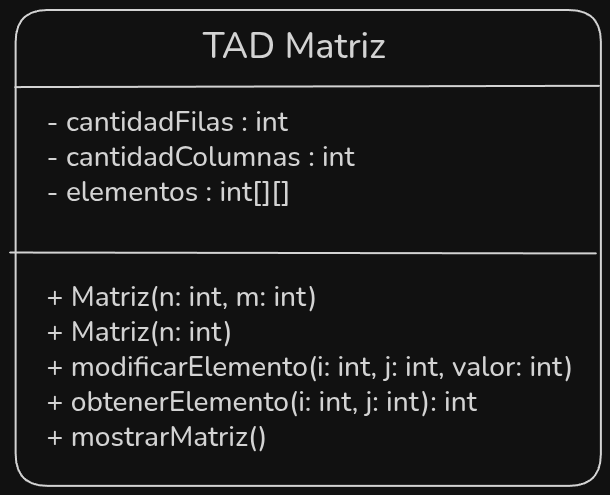 TAD Matriz
- cantidadFilas : int
- cantidadColumnas : int
- elementos : int[][]
+ Matriz(n: int, m: int)
+ Matriz(n: int)
+ modificarElemento(i: int, j: int, valor: int)
+ obtenerElemento(i: int, j: int): int
+ mostrarMatriz()